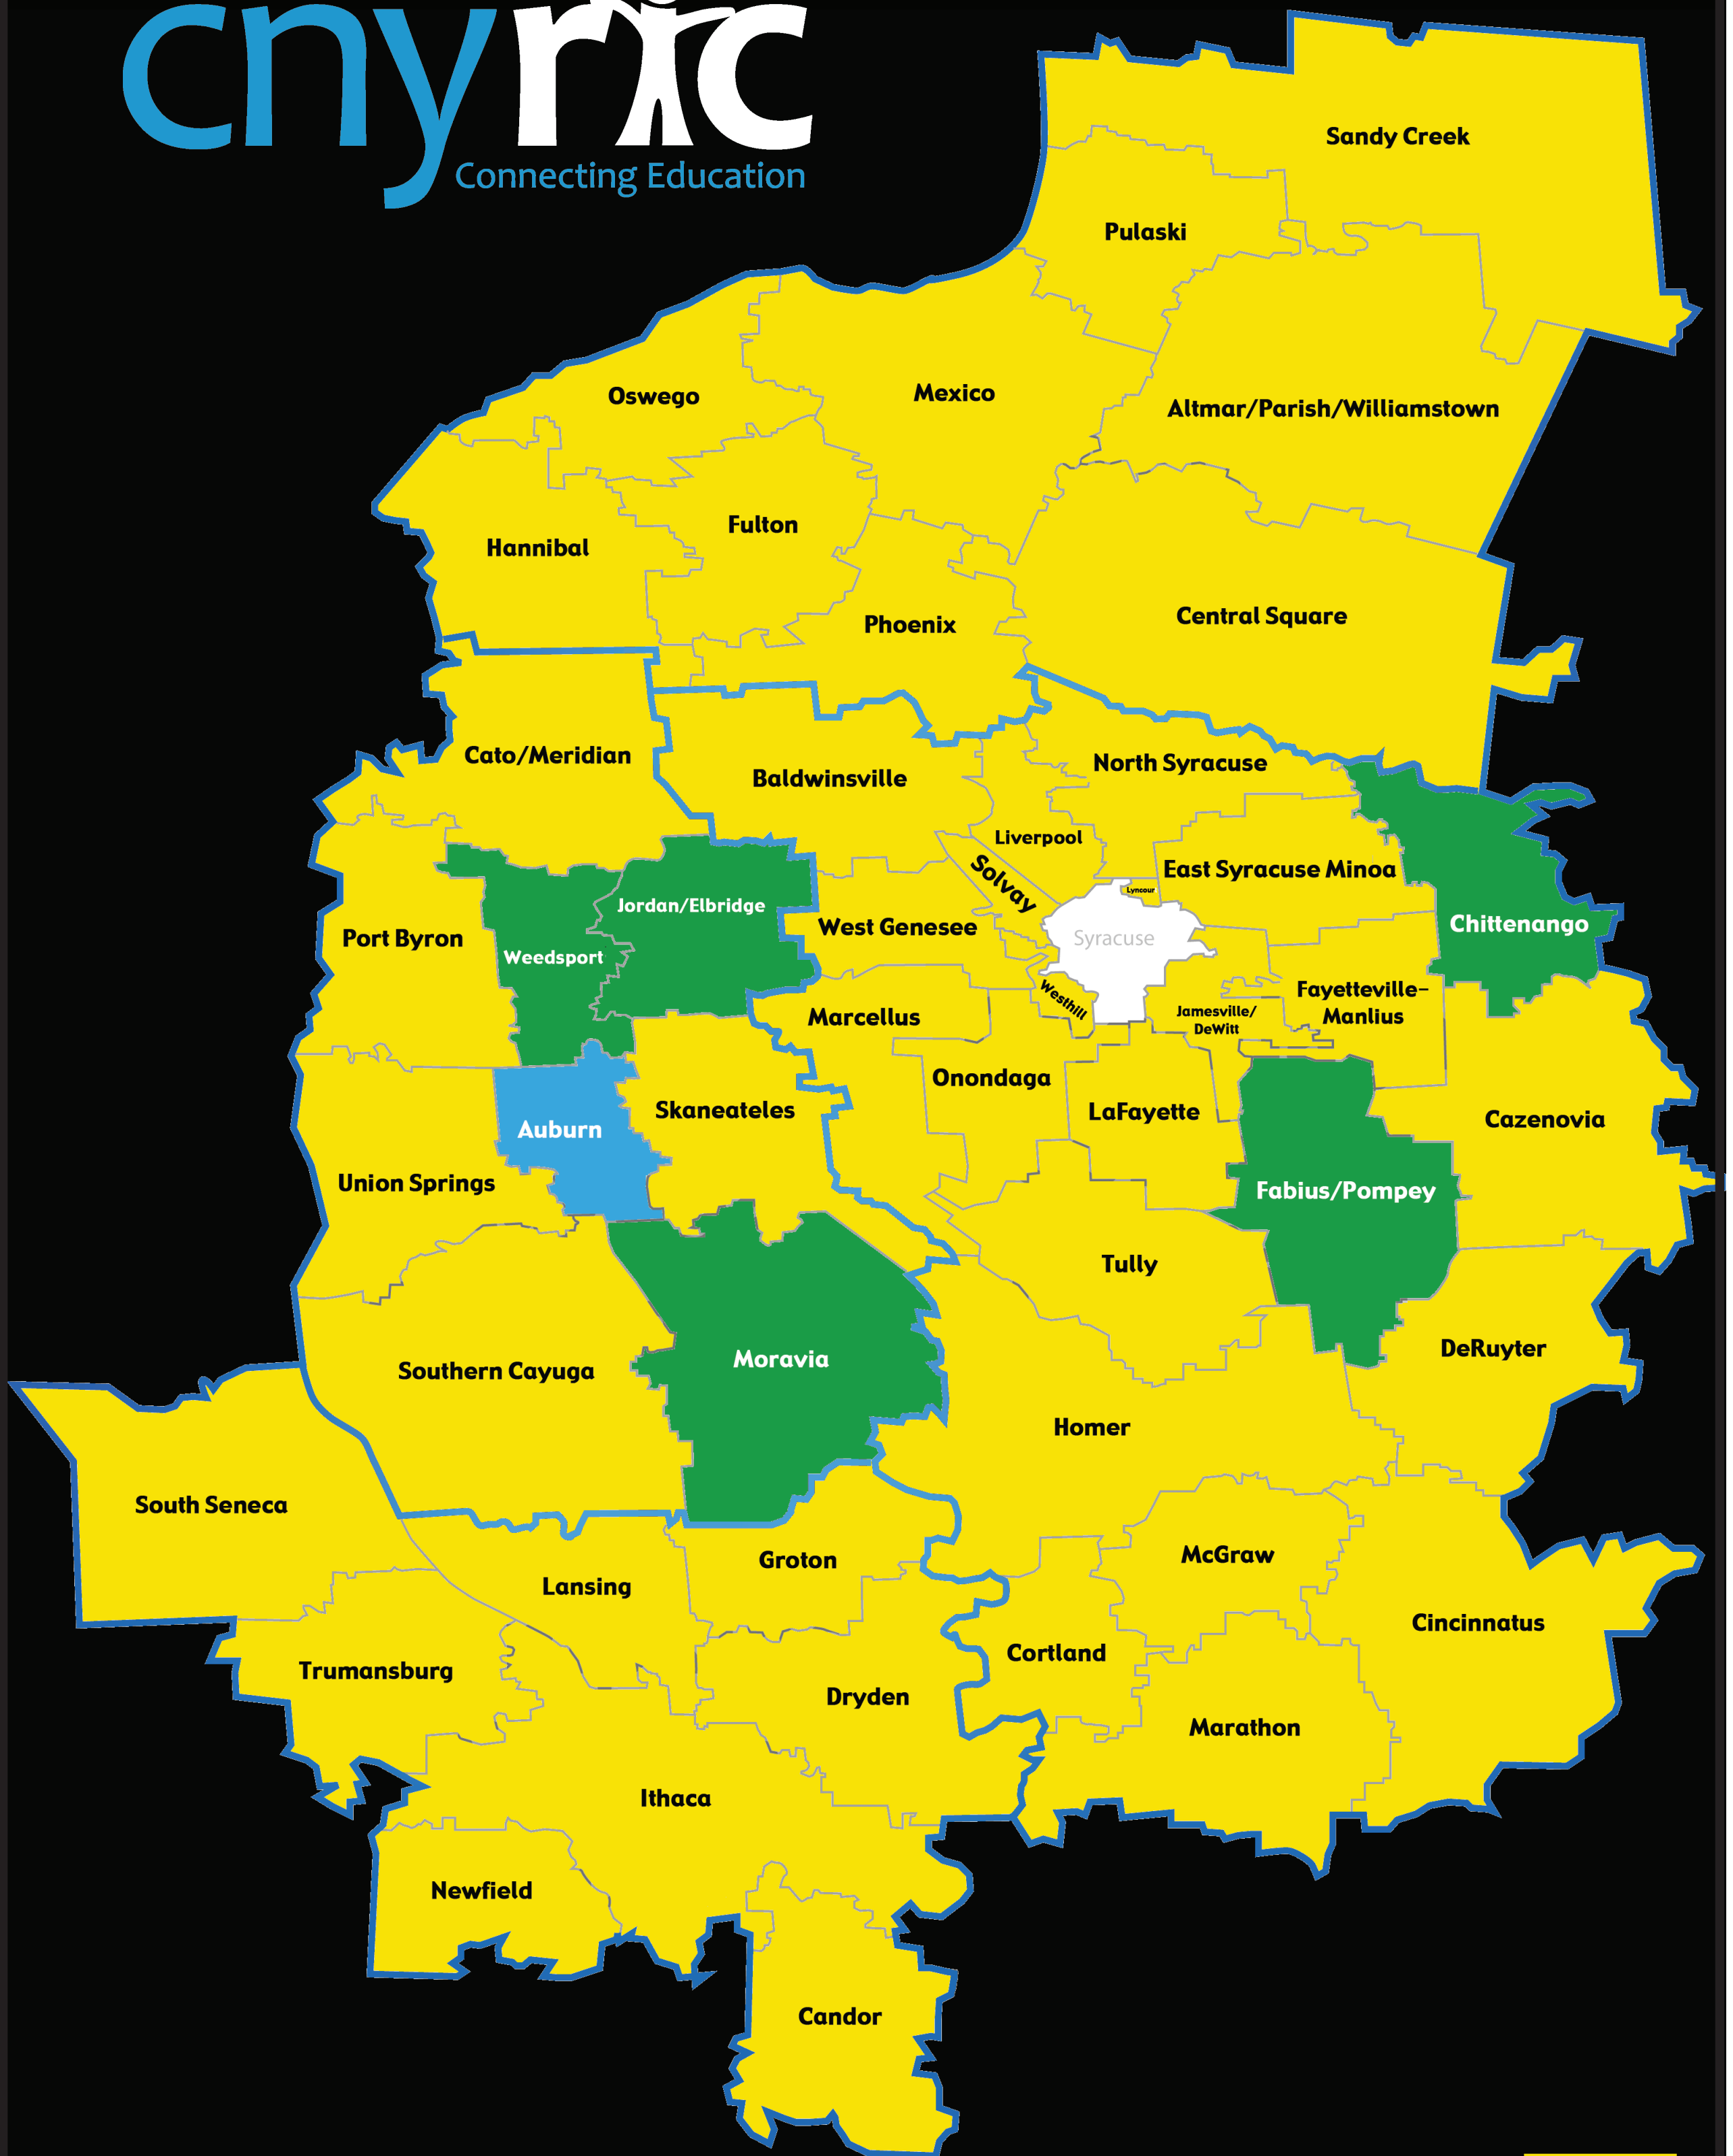 cnyric
Connecting Education
Sandy Creek
Pulaski
Oswego
Mexico
Altmar/Parish/Williamstown
Fulton
Hannibal
Phoenix
Central Square
Cato/Meridian
Baldwinsville
North Syracuse
Liverpool
Solvay
East Syracuse Minoa
Lyncour
Jordan/Elbridge
West Genesee
Chittenango
Port Byron
Syracuse
Weedsport
Westhill
Fayetteville-
Manlius
Marcellus
Jamesville/
DeWitt
Onondaga
Skaneateles
LaFayette
Cazenovia
Auburn
Union Springs
Fabius/Pompey
Tully
DeRuyter
Moravia
Southern Cayuga
Homer
South Seneca
McGraw
Groton
Lansing
Cincinnatus
Cortland
Trumansburg
Dryden
Marathon
Ithaca
Newfield
Candor